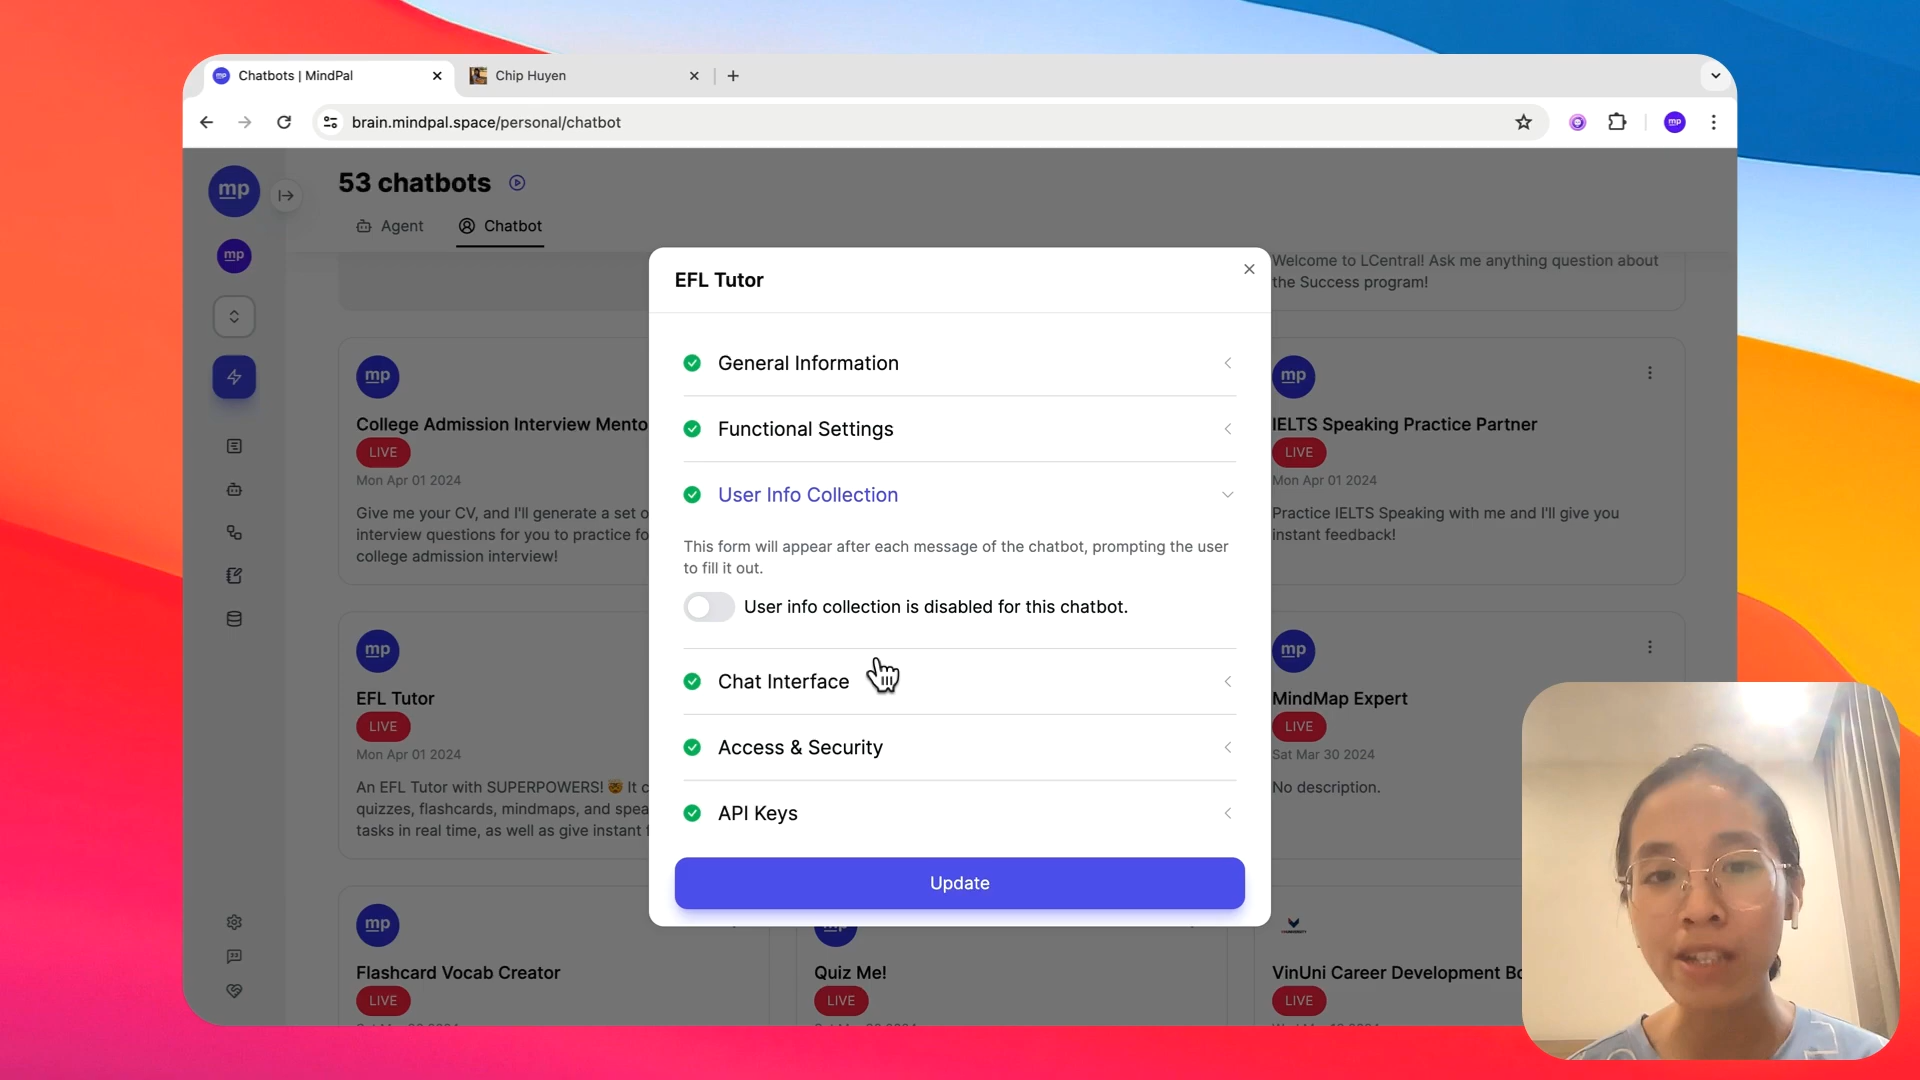 Chatbots | MindPal
Chip Huyen
brain.mindpal.space/personal/chatbot
mp
mp
mp
53 chatbots
Agent
Chatbot
Welcome to LCentral! Ask me anything question about
the Success program!
EFL Tutor
General Information
Functional Settings
User Info Collection
This form will appear after each message of the chatbot, prompting the user
to fill it out.
User info collection is disabled for this chatbot.
Chat Interface
Access & Security
API Keys
Update
mp
College Admission Interview Mento
LIVE
Mon Apr 01 2024
Give me your CV, and I'll generate a set o
interview questions for you to practice fo
college admission interview!
mp
IELTS Speaking Practice Partner
LIVE
Mon Apr 01 2024
Practice IELTS Speaking with me and I'll give you
instant feedback!
mp
EFL Tutor
LIVE
Mon Apr 01 2024
An EFL Tutor with SUPERPOWERS! 🤯 It c
quizzes, flashcards, mindmaps, and spea
tasks in real time, as well as give instant f
mp
MindMap Expert
LIVE
Sat Mar 30 2024
No description.
mp
Flashcard Vocab Creator
LIVE
mp
Quiz Me!
LIVE
VinUni Career Development Bo
LIVE